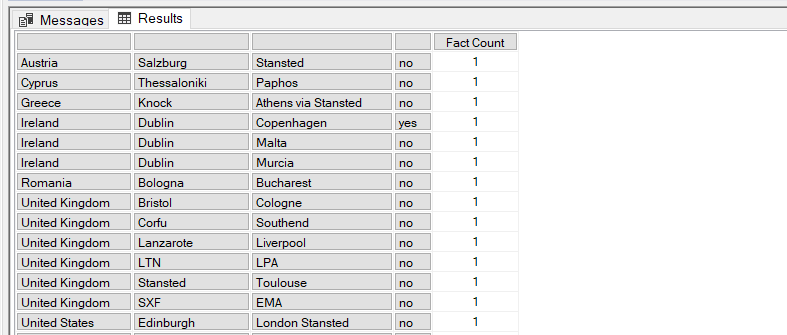 Messages Results
Fact Count
Austria Salzburg Stansted no 1
Cyprus Thessaloniki Paphos no 1
Greece Knock Athens via Stansted no 1
Ireland Dublin Copenhagen yes 1
Ireland Dublin Malta no 1
Ireland Dublin Murcia no 1
Romania Bologna Bucharest no 1
United Kingdom Bristol Cologne no 1
United Kingdom Corfu Southend no 1
United Kingdom Lanzarote Liverpool no 1
United Kingdom LTN LPA no 1
United Kingdom Stansted Toulouse no 1
United Kingdom SXF EMA no 1
United States Edinburgh London Stansted no 1